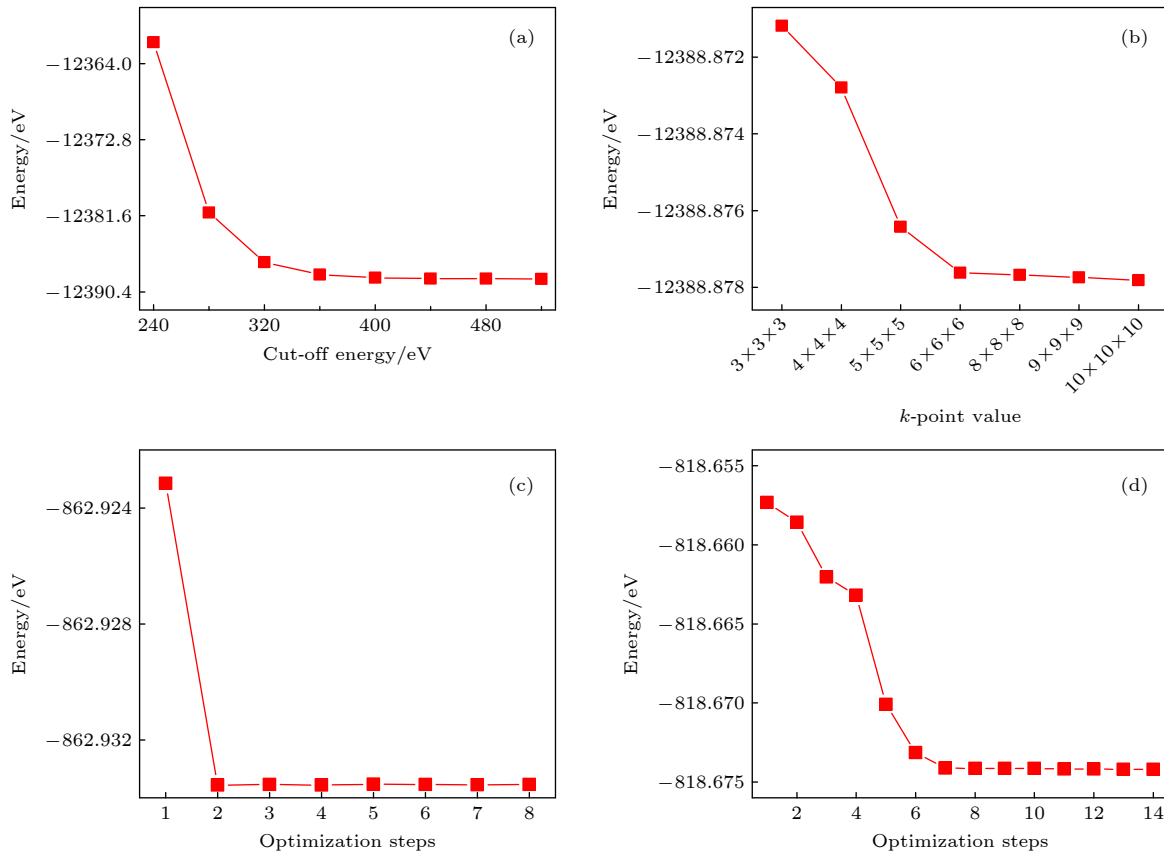 (a)
−12364.0
−12372.8
−12381.6
−12390.4
Energy/eV
240 320 400 480
Cut-off energy/eV
(b)
−12388.872
−12388.874
−12388.876
−12388.878
Energy/eV
3×3×3 4×4×4 5×5×5 6×6×6 8×8×8 9×9×9 10×10×10
k-point value
(c)
−862.924
−862.928
−862.932
Energy/eV
1 2 3 4 5 6 7 8
Optimization steps
(d)
−818.655
−818.660
−818.665
−818.670
−818.675
Energy/eV
2 4 6 8 10 12 14
Optimization steps